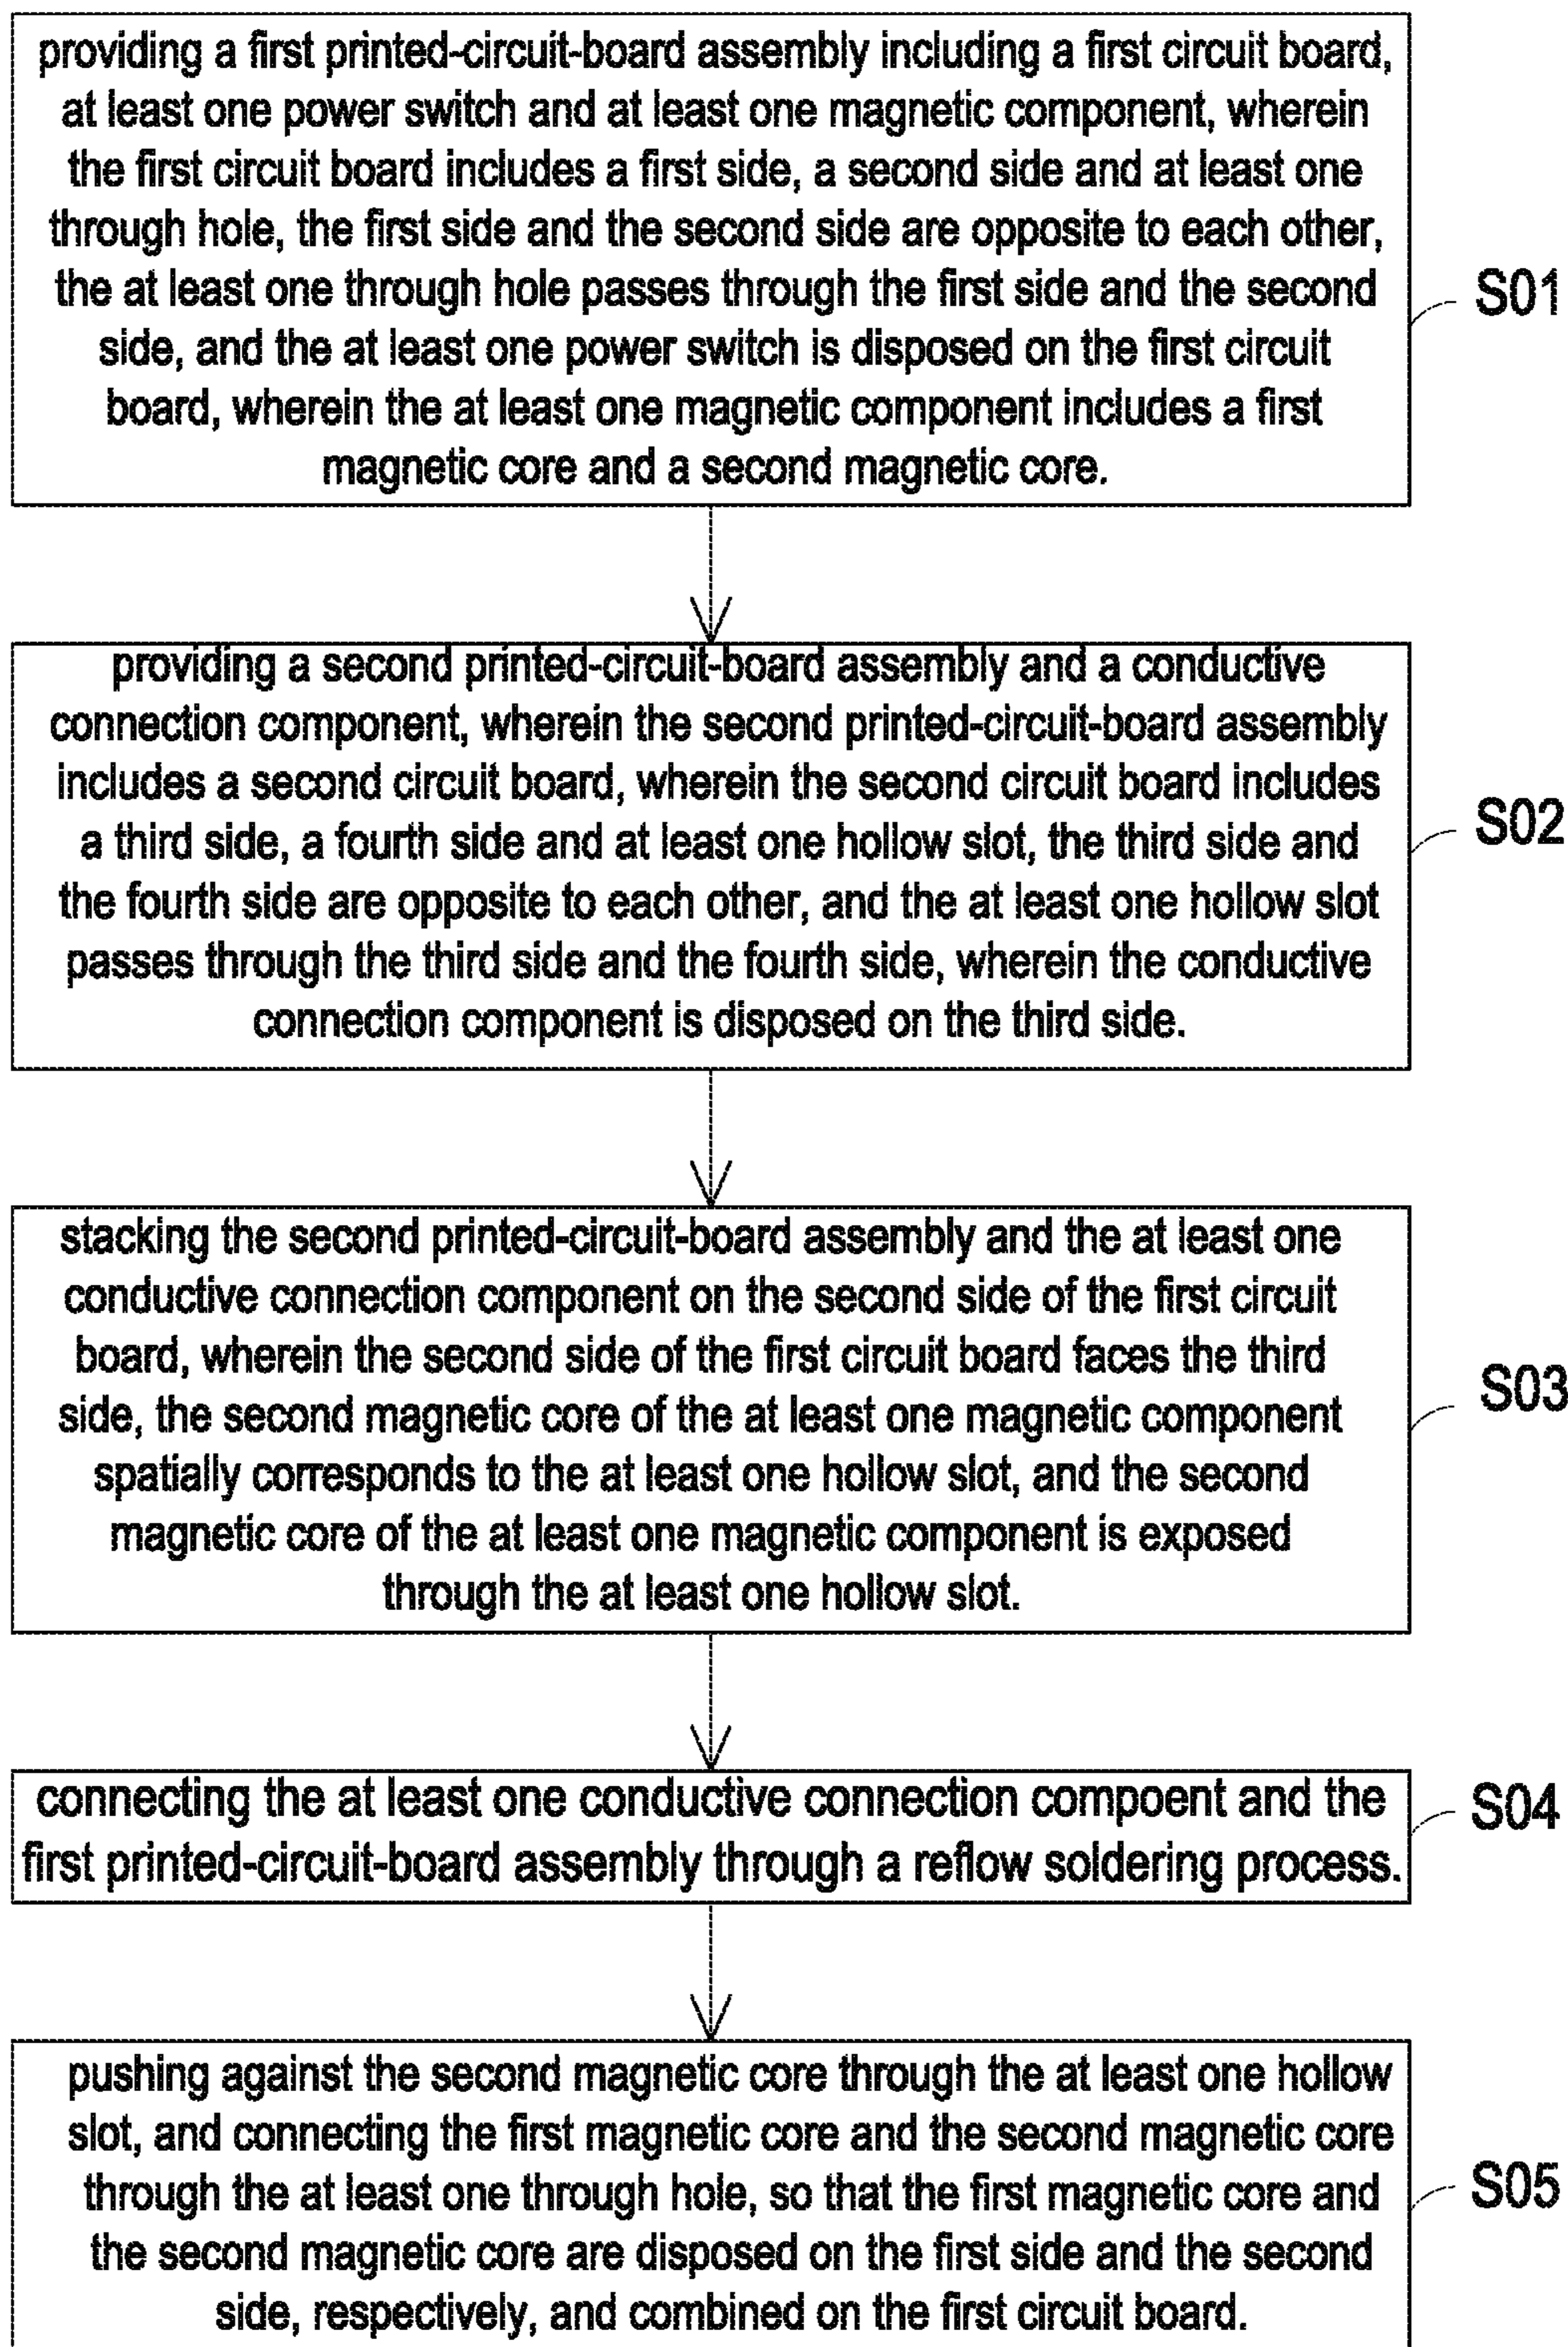 providing a first printed-circuit-board assembly including a first circuit board,
at least one power switch and at least one magnetic component, wherein
the first circuit board includes a first side, a second side and at least one
through hole, the first side and the second side are opposite to each other,
the at least one through hole passes through the first side and the second
side, and the at least one power switch is disposed on the first circuit
board, wherein the at least one magnetic component includes a first
magnetic core and a second magnetic core.
S01
providing a second printed-circuit-board assembly and a conductive
connection component, wherein the second printed-circuit-board assembly
includes a second circuit board, wherein the second circuit board includes
a third side, a fourth side and at least one hollow slot, the third side and
the fourth side are opposite to each other, and the at least one hollow slot
passes through the third side and the fourth side, wherein the conductive
connection component is disposed on the third side.
S02
stacking the second printed-circuit-board assembly and the at least one
conductive connection component on the second side of the first circuit
board, wherein the second side of the first circuit board faces the third
side, the second magnetic core of the at least one magnetic component
spatially corresponds to the at least one hollow slot, and the second
magnetic core of the at least one magnetic component is exposed
through the at least one hollow slot.
S03
connecting the at least one conductive connection compoent and the
first printed-circuit-board assembly through a reflow soldering process.
S04
pushing against the second magnetic core through the at least one hollow
slot, and connecting the first magnetic core and the second magnetic core
through the at least one through hole, so that the first magnetic core and
the second magnetic core are disposed on the first side and the second
side, respectively, and combined on the first circuit board.
S05